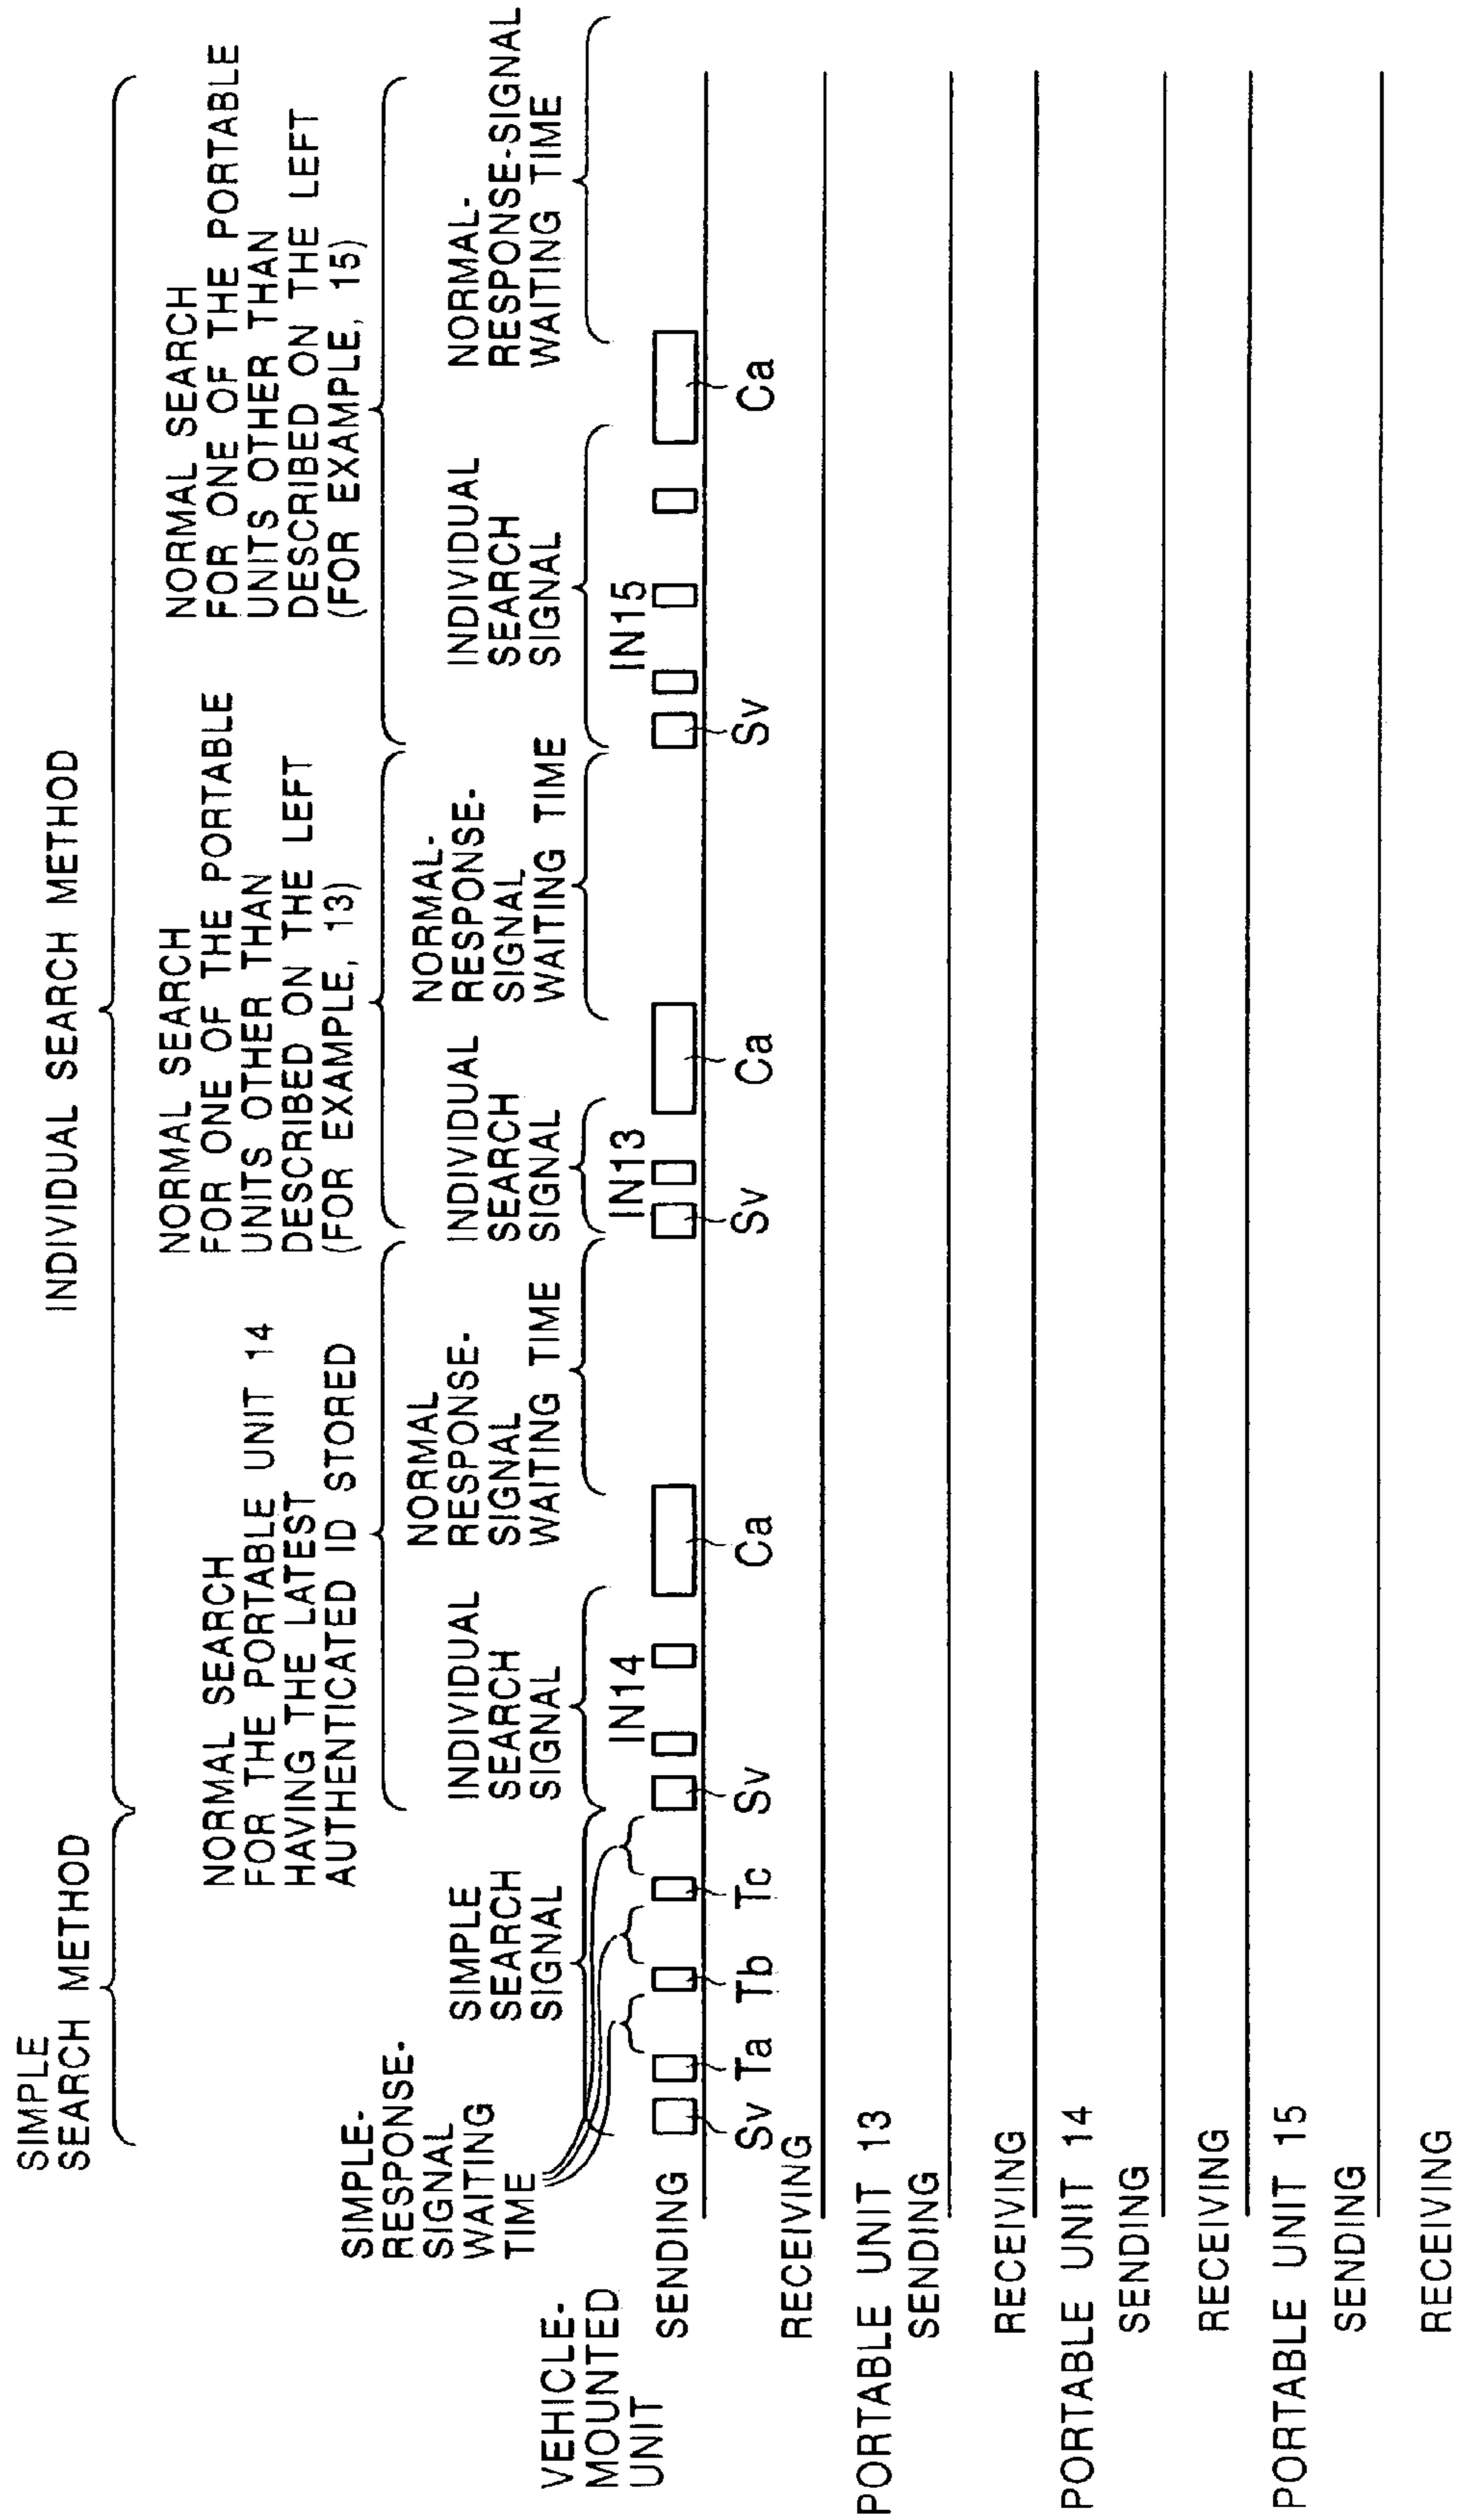 SIMPLE
SEARCH METHOD
INDIVIDUAL SEARCH METHOD
NORMAL SEARCH
FOR THE PORTABLE UNIT 14
HAVING THE LATEST
AUTHENTICATED ID STORED
NORMAL SEARCH
FOR ONE OF THE PORTABLE
UNITS OTHER THAN
DESCRIBED ON THE LEFT
(FOR EXAMPLE, 13)
NORMAL SEARCH
FOR ONE OF THE PORTABLE
UNITS OTHER THAN
DESCRIBED ON THE LEFT
(FOR EXAMPLE, 15)
SIMPLE-
RESPONSE-
SIGNAL
WAITING
TIME
SIMPLE
SEARCH
SIGNAL
INDIVIDUAL
SEARCH
SIGNAL
NORMAL
RESPONSE-
SIGNAL
WAITING TIME
INDIVIDUAL
SEARCH
SIGNAL
NORMAL-
RESPONSE-
SIGNAL
WAITING TIME
INDIVIDUAL
SEARCH
SIGNAL
NORMAL-
RESPONSE-SIGNAL
WAITING TIME
IN14
IN13
IN15
VEHICLE-
MOUNTED
UNIT
SENDING
Sv
Ta
Tb
Tc
Sv
Ca
Sv
Ca
Sv
Ca
RECEIVING
PORTABLE UNIT 13
SENDING
RECEIVING
PORTABLE UNIT 14
SENDING
RECEIVING
PORTABLE UNIT 15
SENDING
RECEIVING